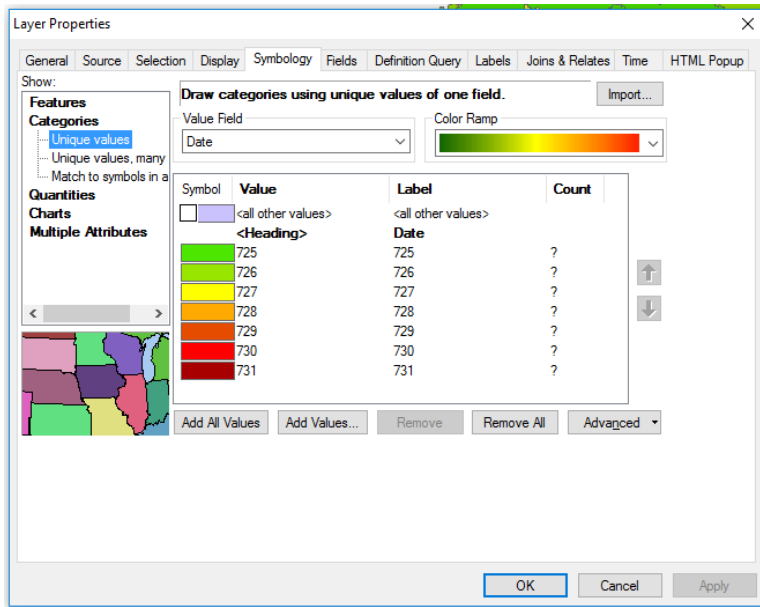 Layer Properties
General Source Selection Display Symbology Fields Definition Query Labels Joins & Relates Time HTML Popup
Show:
Features
Categories
Unique values
Unique values, many
Match to symbols in a
Quantities
Charts
Multiple Attributes
Draw categories using unique values of one field.
Import...
Value Field
Date
Color Ramp
Symbol Value Label Count
<all other values> <all other values>
<Heading> Date
725 725 ?
726 726 ?
727 727 ?
728 728 ?
729 729 ?
730 730 ?
731 731 ?
Add All Values Add Values... Remove Remove All Advanced
OK Cancel Apply